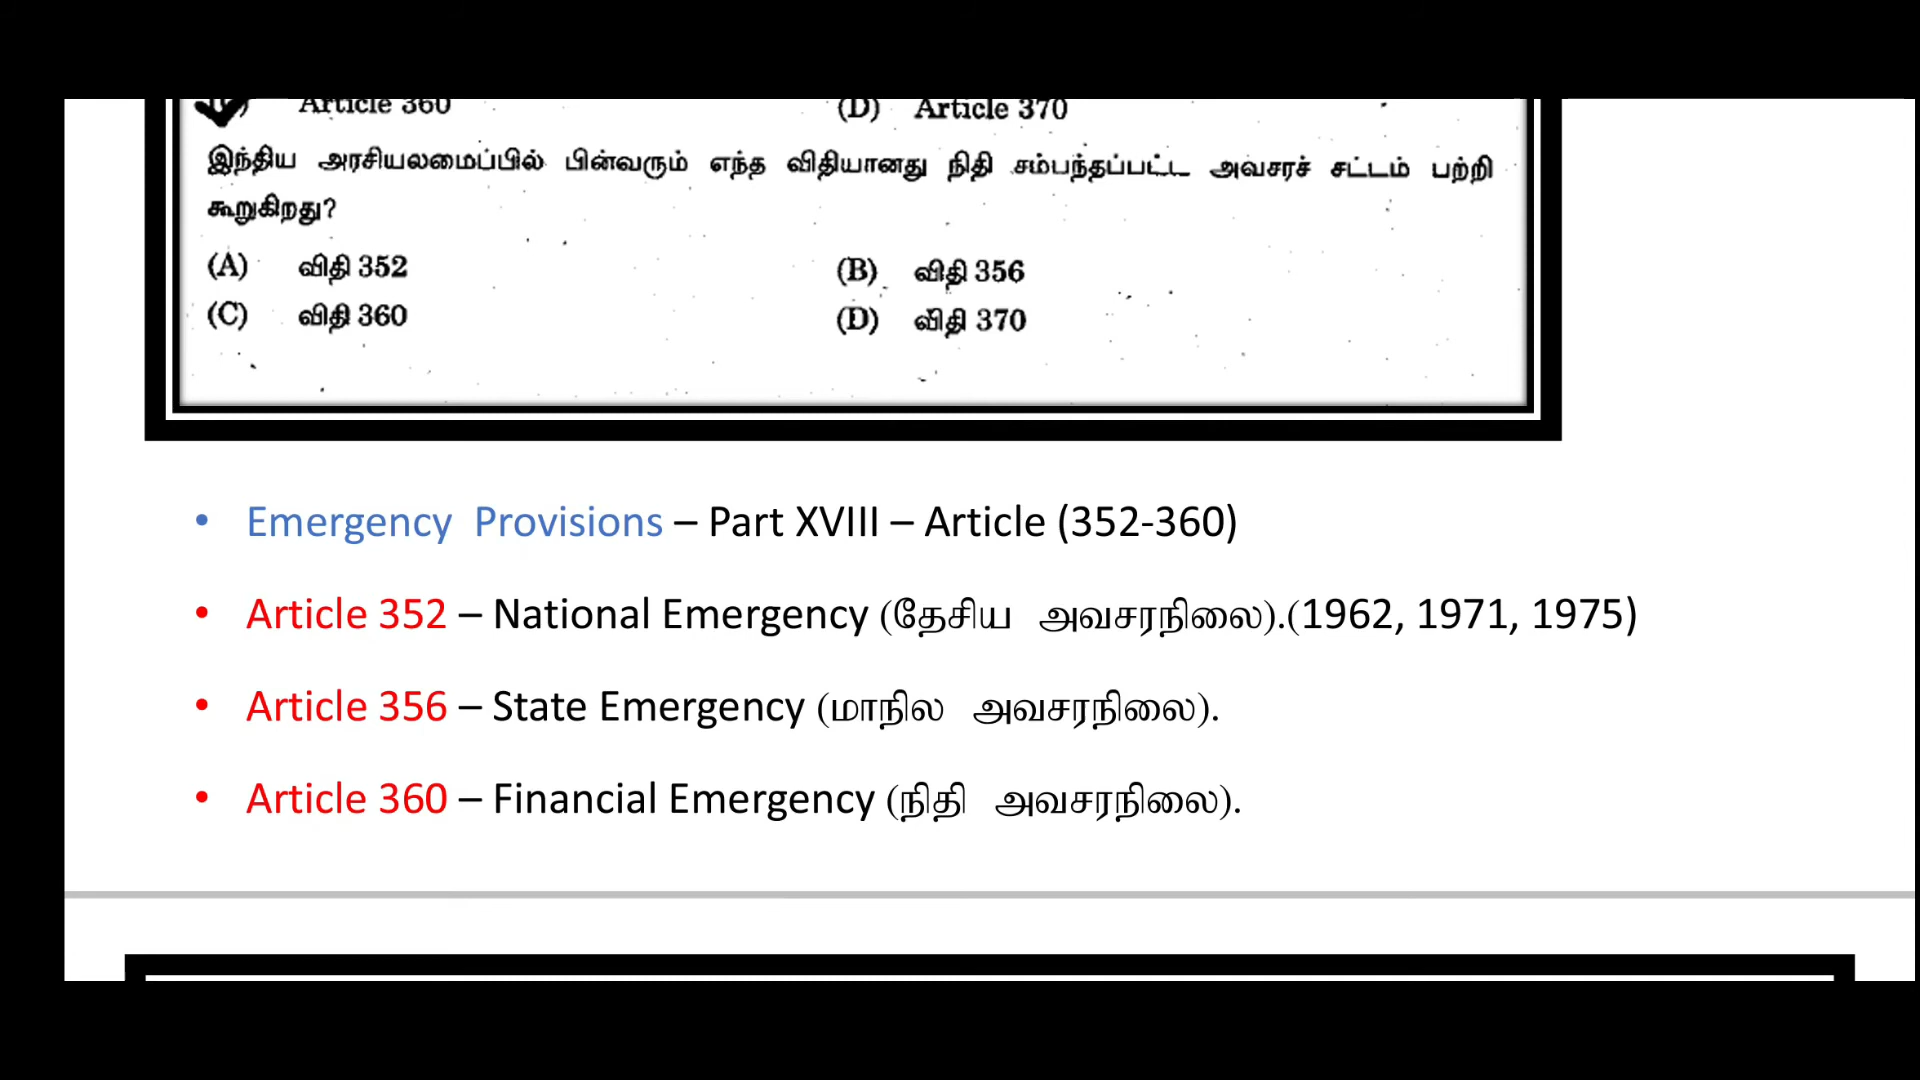 Article 360 (D) Article 370
இந்திய அரசியலமைப்பில் பின்வரும் எந்த விதியானது நிதி சம்பந்தப்பட்ட அவசரச் சட்டம் பற்றி
கூறுகிறது?
(A) விதி 352 (B) விதி 356
(C) விதி 360 (D) விதி 370
• Emergency Provisions – Part XVIII – Article (352-360)
• Article 352 – National Emergency (தேசிய அவசரநிலை).(1962, 1971, 1975)
• Article 356 – State Emergency (மாநில அவசரநிலை).
• Article 360 – Financial Emergency (நிதி அவசரநிலை).